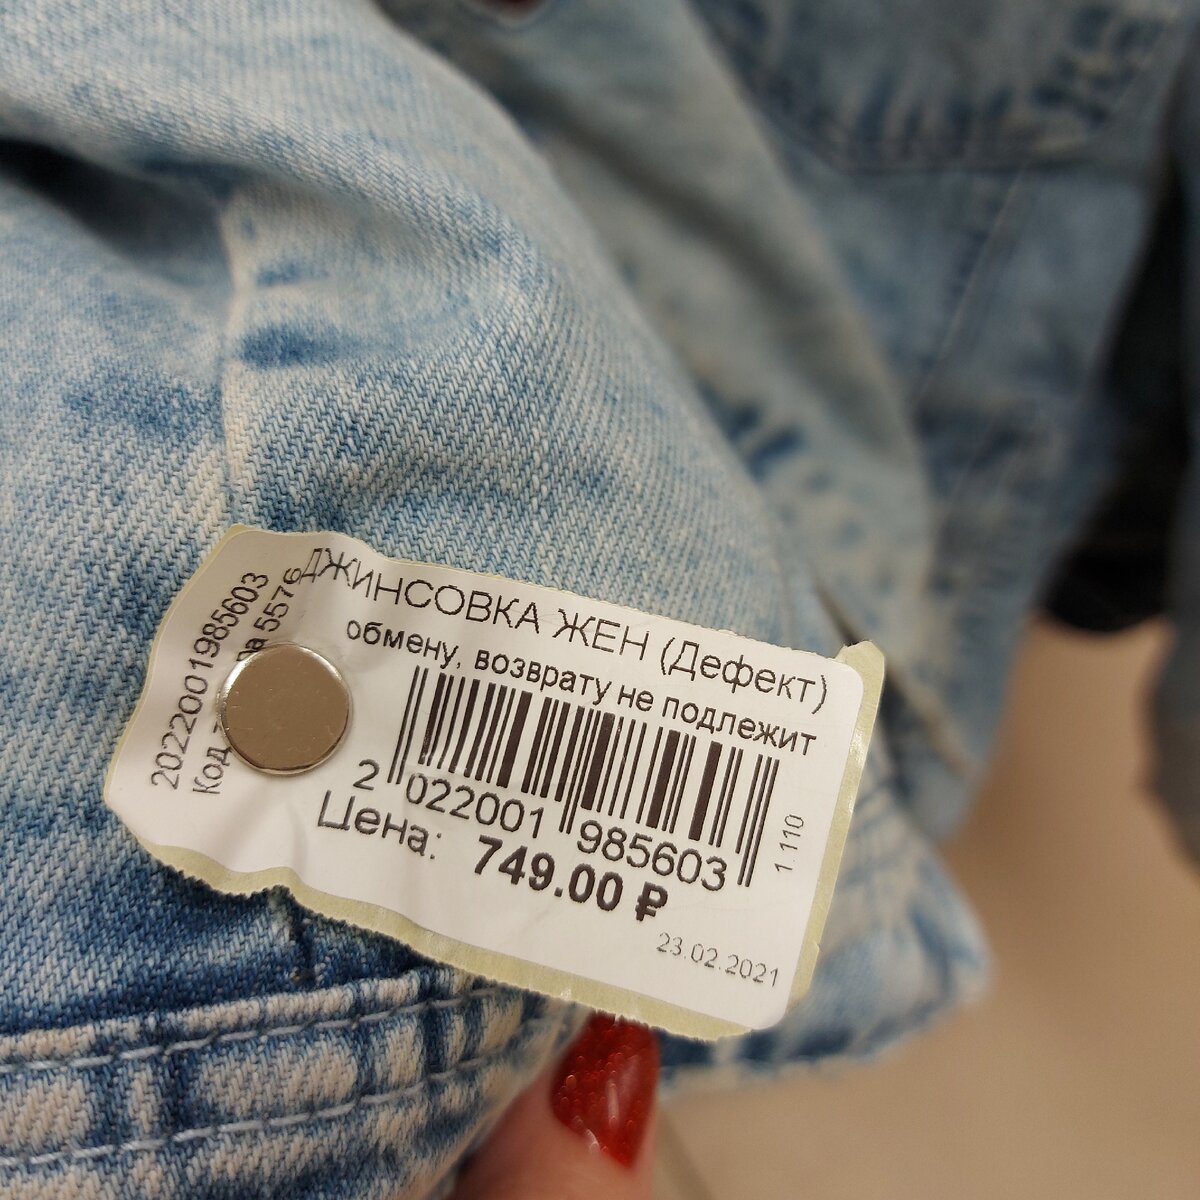 ДЖИНСОВКА ЖЕН (Дефект)
обмену, возврату не подлежит
2 022001 985603
Цена: 749.00 ₽
23.02.2021
1.110
2022001985603
Код 5576